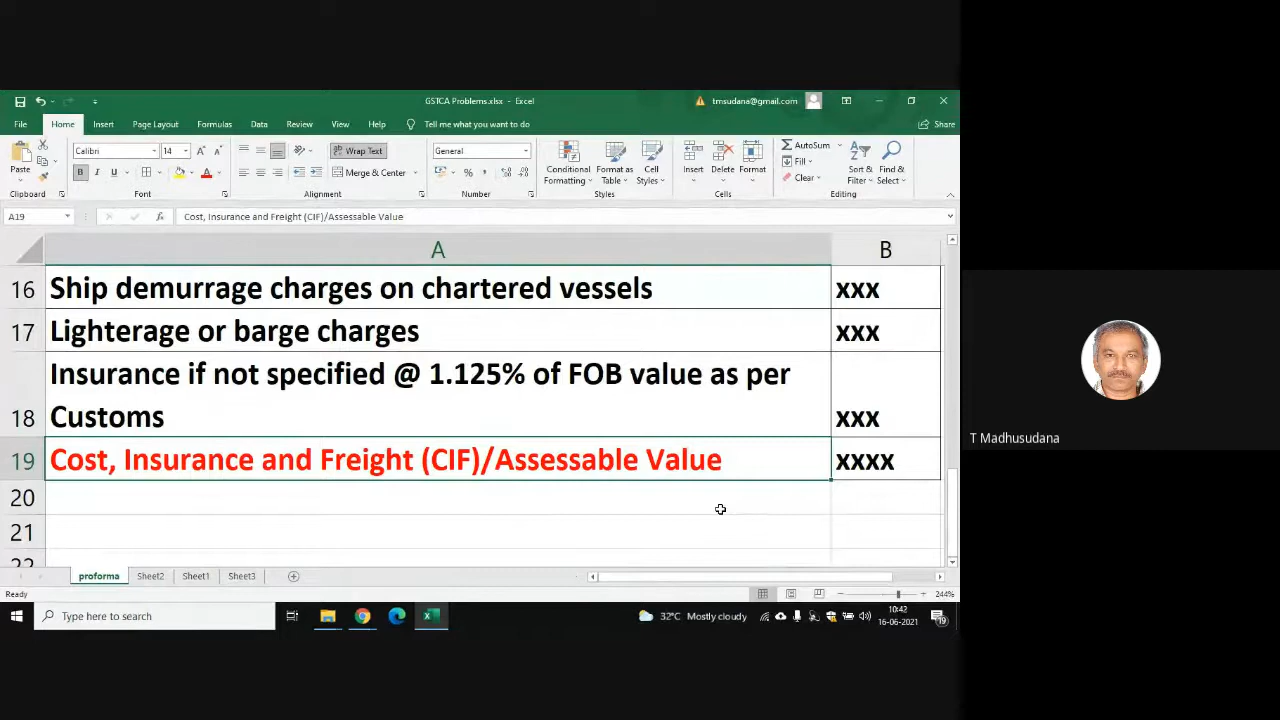 GSTCA Problems.xlsx - Excel
tmsudana@gmail.com
File Home Insert Page Layout Formulas Data Review View Help Tell me what you want to do Share
Paste
Calibri 14
B I U
Wrap Text
Merge & Center
General
Conditional Formatting
Format as Table
Cell Styles
Insert
Delete
Format
AutoSum
Fill
Clear
Sort & Filter
Find & Select
Clipboard Font Alignment Number Styles Cells Editing
A19 fx Cost, Insurance and Freight (CIF)/Assessable Value
A B
16 Ship demurrage charges on chartered vessels xxx
17 Lighterage or barge charges xxx
Insurance if not specified @ 1.125% of FOB value as per
18 Customs xxx
19 Cost, Insurance and Freight (CIF)/Assessable Value xxxx
20
21
22
proforma Sheet2 Sheet1 Sheet3
Ready 244%
Type here to search
32°C Mostly cloudy
10:42
16-06-2021
19
T Madhusudana